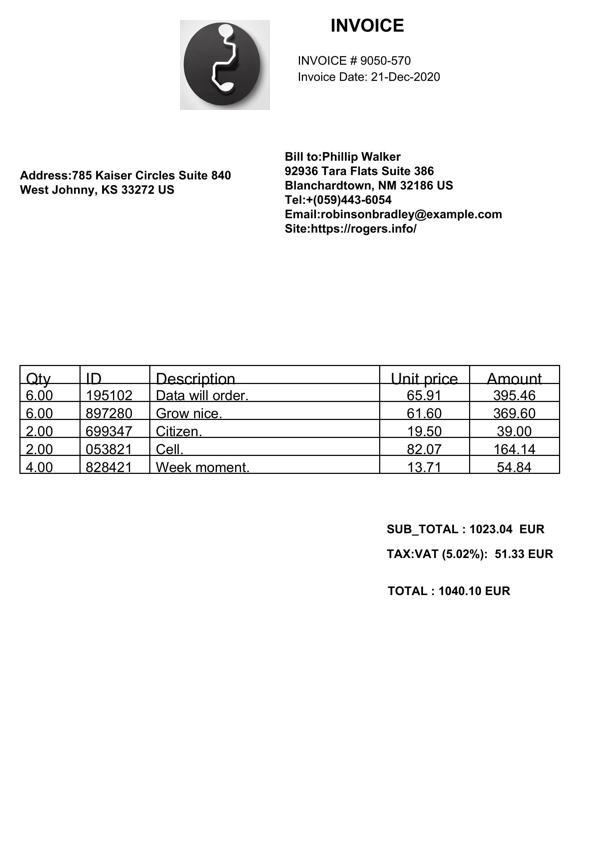 INVOICE
INVOICE # 9050-570
Invoice Date: 21-Dec-2020
Address:785 Kaiser Circles Suite 840
West Johnny, KS 33272 US
Bill to:Phillip Walker
92936 Tara Flats Suite 386
Blanchardtown, NM 32186 US
Tel:+(059)443-6054
Email:robinsonbradley@example.com
Site:https://rogers.info/
Qty ID Description Unit price Amount
6.00 195102 Data will order. 65.91 395.46
6.00 897280 Grow nice. 61.60 369.60
2.00 699347 Citizen. 19.50 39.00
2.00 053821 Cell. 82.07 164.14
4.00 828421 Week moment. 13.71 54.84
SUB_TOTAL : 1023.04 EUR
TAX:VAT (5.02%): 51.33 EUR
TOTAL : 1040.10 EUR